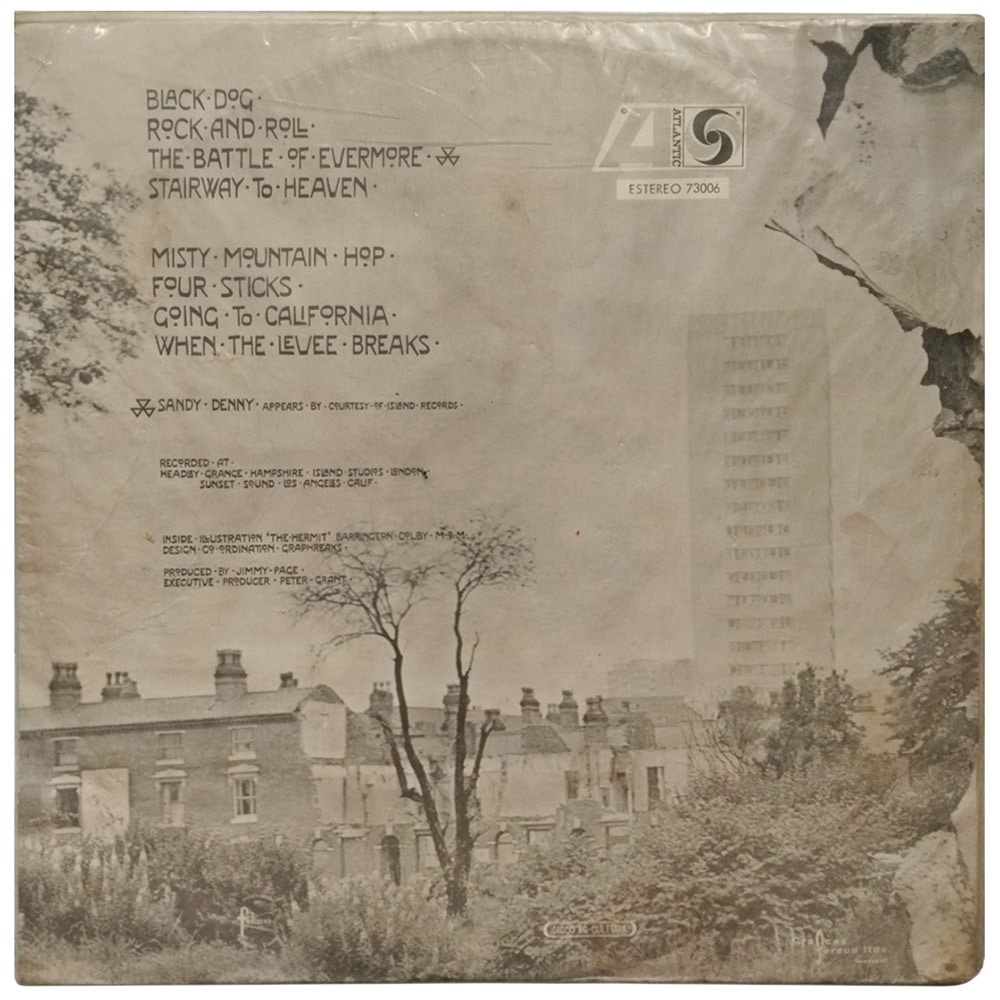 BLACK·DOG·
ROCK·AND·ROLL·
THE·BATTLE·OF·EVERMORE·
STAIRWAY·TO·HEAVEN·
MISTY·MOUNTAIN·HOP·
FOUR·STICKS·
GOING·TO·CALIFORNIA·
WHEN·THE·LEVEE·BREAKS·
SANDY·DENNY·APPEARS·BY·COURTESY·OF·ISLAND·RECORDS·
RECORDED·AT·
HEADLEY·GRANGE·HAMPSHIRE·ISLAND·STUDIOS·LONDON·
SUNSET·SOUND·LOS·ANGELES·CALIF·
INSIDE·ILLUSTRATION 'THE·HERMIT' BARRINGTON·COLBY·M·O·M·
DESIGN·CO·ORDINATION·GRAPHREAKS·
PRODUCED·BY·JIMMY·PAGE·
EXECUTIVE·PRODUCER·PETER·GRANT·
ATLANTIC
ESTEREO 73006
DISCO ES CULTURA